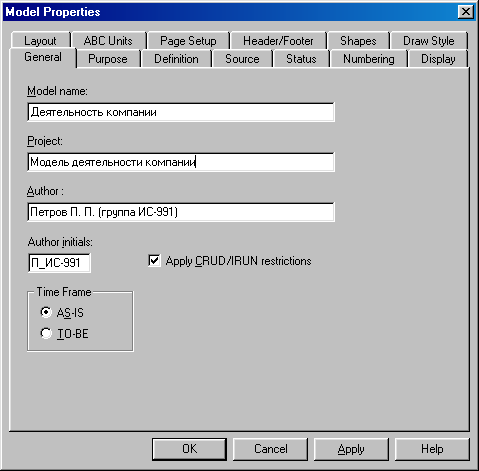 Model Properties
Layout ABC Units Page Setup Header/Footer Shapes Draw Style
General Purpose Definition Source Status Numbering Display
Model name:
Деятельность компании
Project:
Модель деятельности компании
Author :
Петров П. П. (группа ИС-991)
Author initials:
П_ИС-991 Apply CRUD/IRUN restrictions
Time Frame
AS-IS
TO-BE
OK Cancel Apply Help